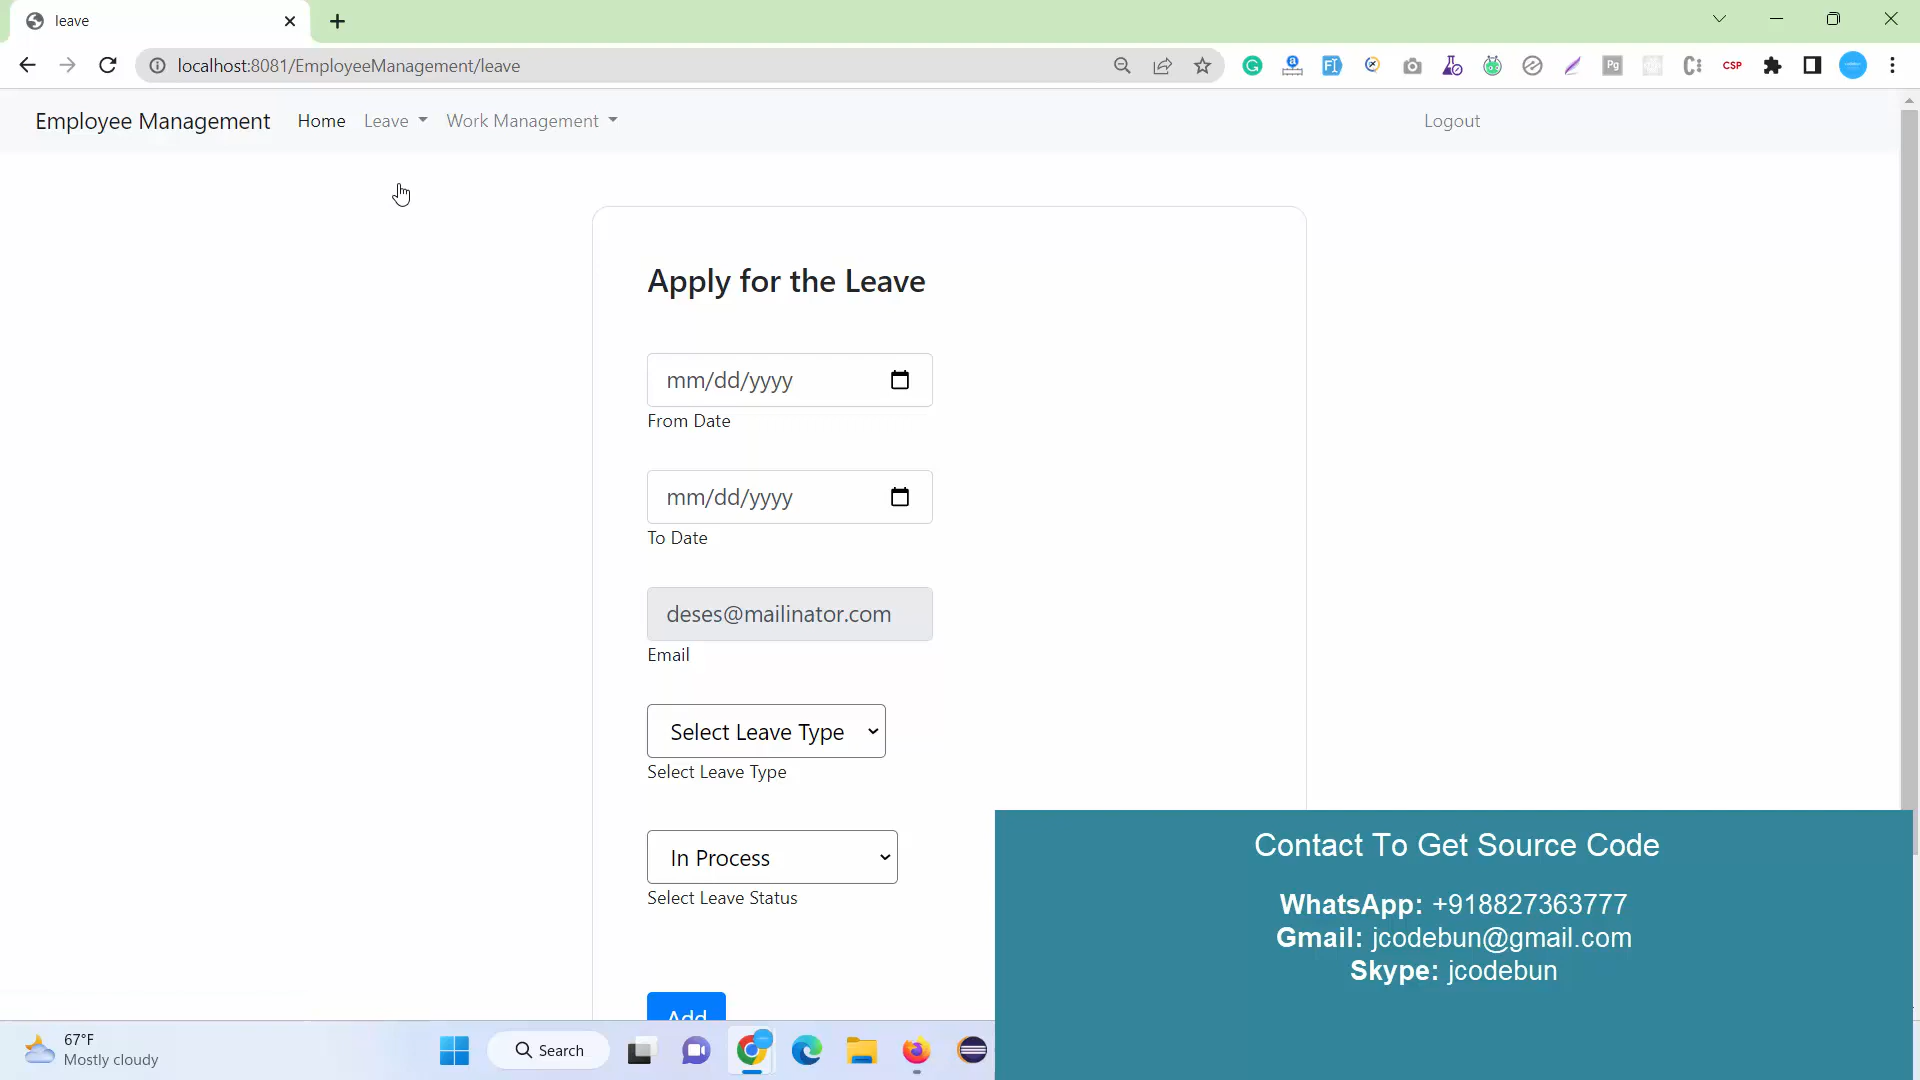 leave
localhost:8081/EmployeeManagement/leave
CSP
Pg
Employee Management Home Leave Work Management Logout
Apply for the Leave
mm/dd/yyyy
From Date
mm/dd/yyyy
To Date
deses@mailinator.com
Email
Select Leave Type
Select Leave Type
In Process
Select Leave Status
Add
Contact To Get Source Code
WhatsApp: +918827363777
Gmail: jcodebun@gmail.com
Skype: jcodebun
67°F
Mostly cloudy
Search